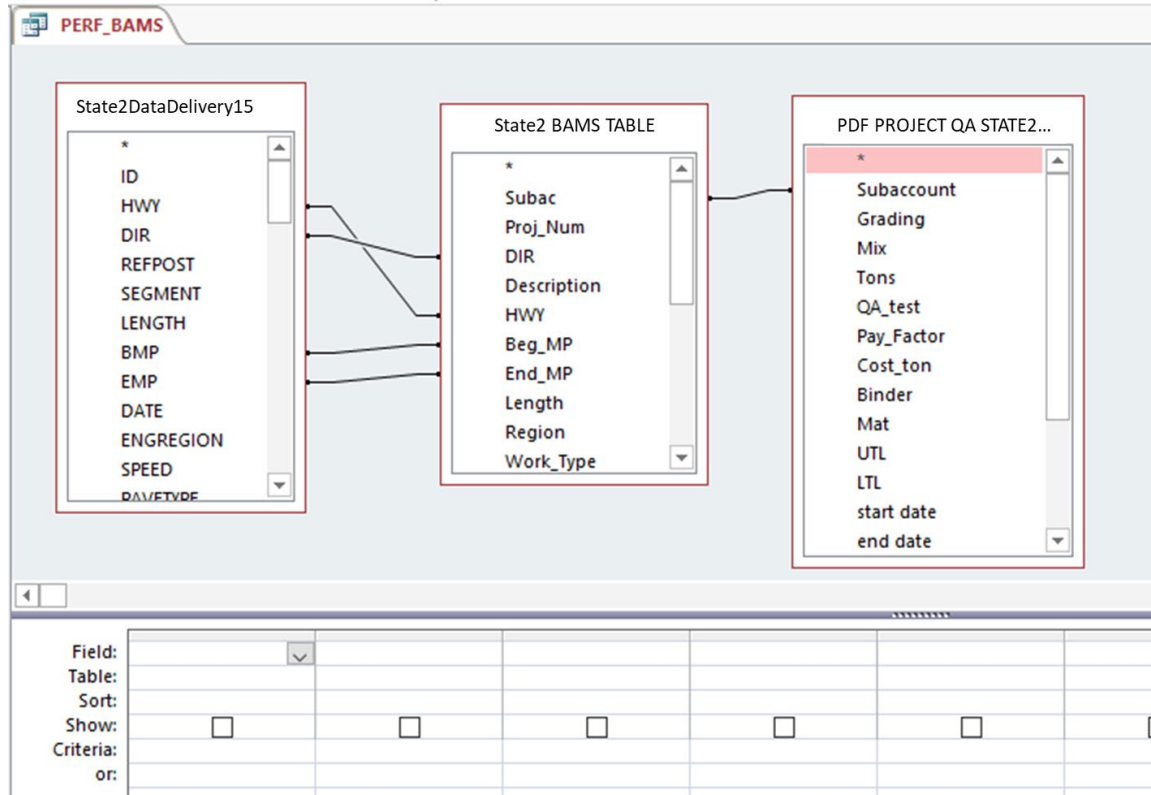 PERF_BAMS
State2DataDelivery15
*
ID
HWY
DIR
REFPOST
SEGMENT
LENGTH
BMP
EMP
DATE
ENGREGION
SPEED
PAVETYPE
State2 BAMS TABLE
*
Subac
Proj_Num
DIR
Description
HWY
Beg_MP
End_MP
Length
Region
Work_Type
PDF PROJECT QA STATE2...
*
Subaccount
Grading
Mix
Tons
QA_test
Pay_Factor
Cost_ton
Binder
Mat
UTL
LTL
start date
end date
Field:
Table:
Sort:
Show:
Criteria:
or: